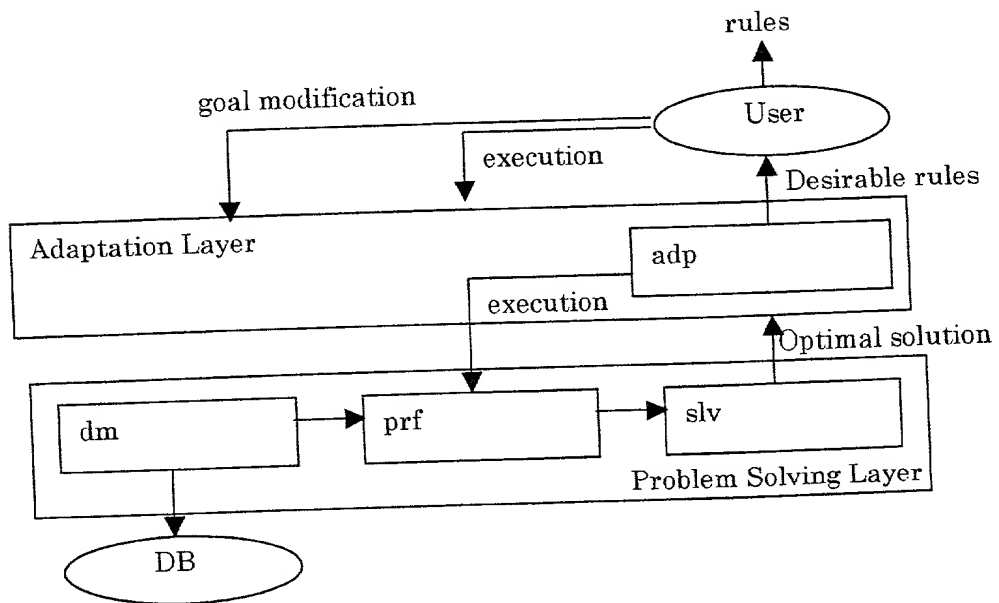 rules
goal modification
User
execution
Desirable rules
Adaptation Layer
adp
execution
Optimal solution
dm
prf
slv
Problem Solving Layer
DB